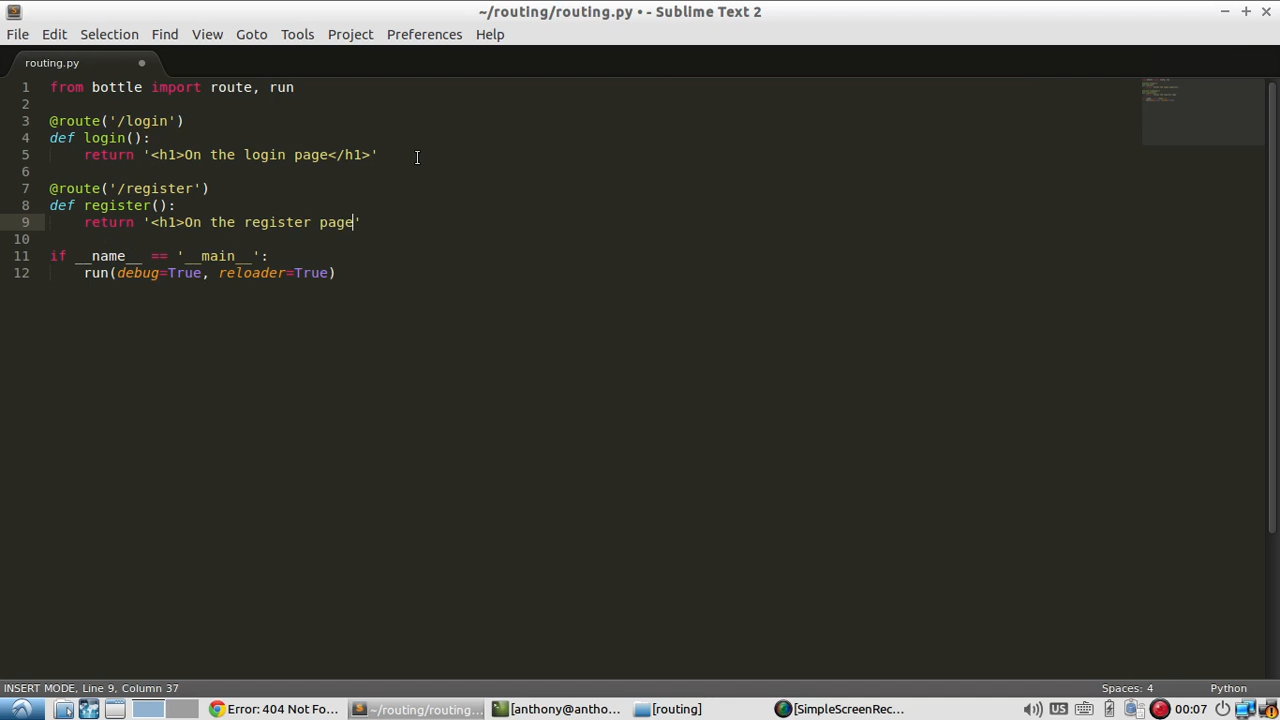 ~/routing/routing.py • - Sublime Text 2
File Edit Selection Find View Goto Tools Project Preferences Help
routing.py
1 from bottle import route, run
2
3 @route('/login')
4 def login():
5     return '<h1>On the login page</h1>'
6
7 @route('/register')
8 def register():
9     return '<h1>On the register page'
10
11 if __name__ == '__main__':
12     run(debug=True, reloader=True)
INSERT MODE, Line 9, Column 37 Spaces: 4 Python
Error: 404 Not Fo... ~/routing/routing... [anthony@antho... [routing] [SimpleScreenRec... US 00:07